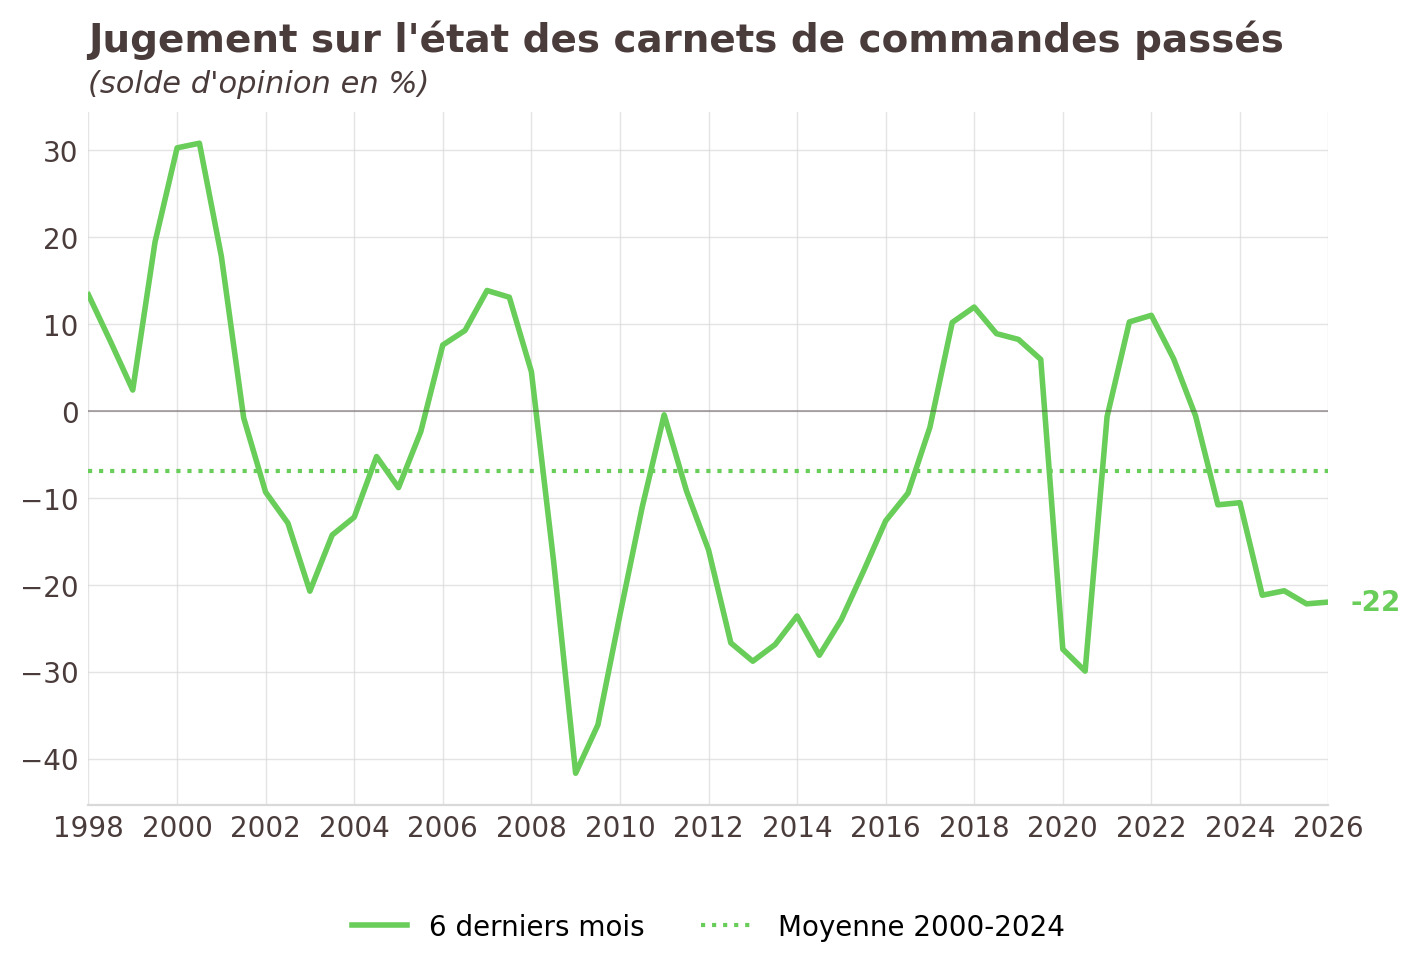 Jugement sur l'état des carnets de commandes passés
(solde d'opinion en %)
30
20
10
0
−10
−20
−30
−40
-22
1998 2000 2002 2004 2006 2008 2010 2012 2014 2016 2018 2020 2022 2024 2026
6 derniers mois Moyenne 2000-2024